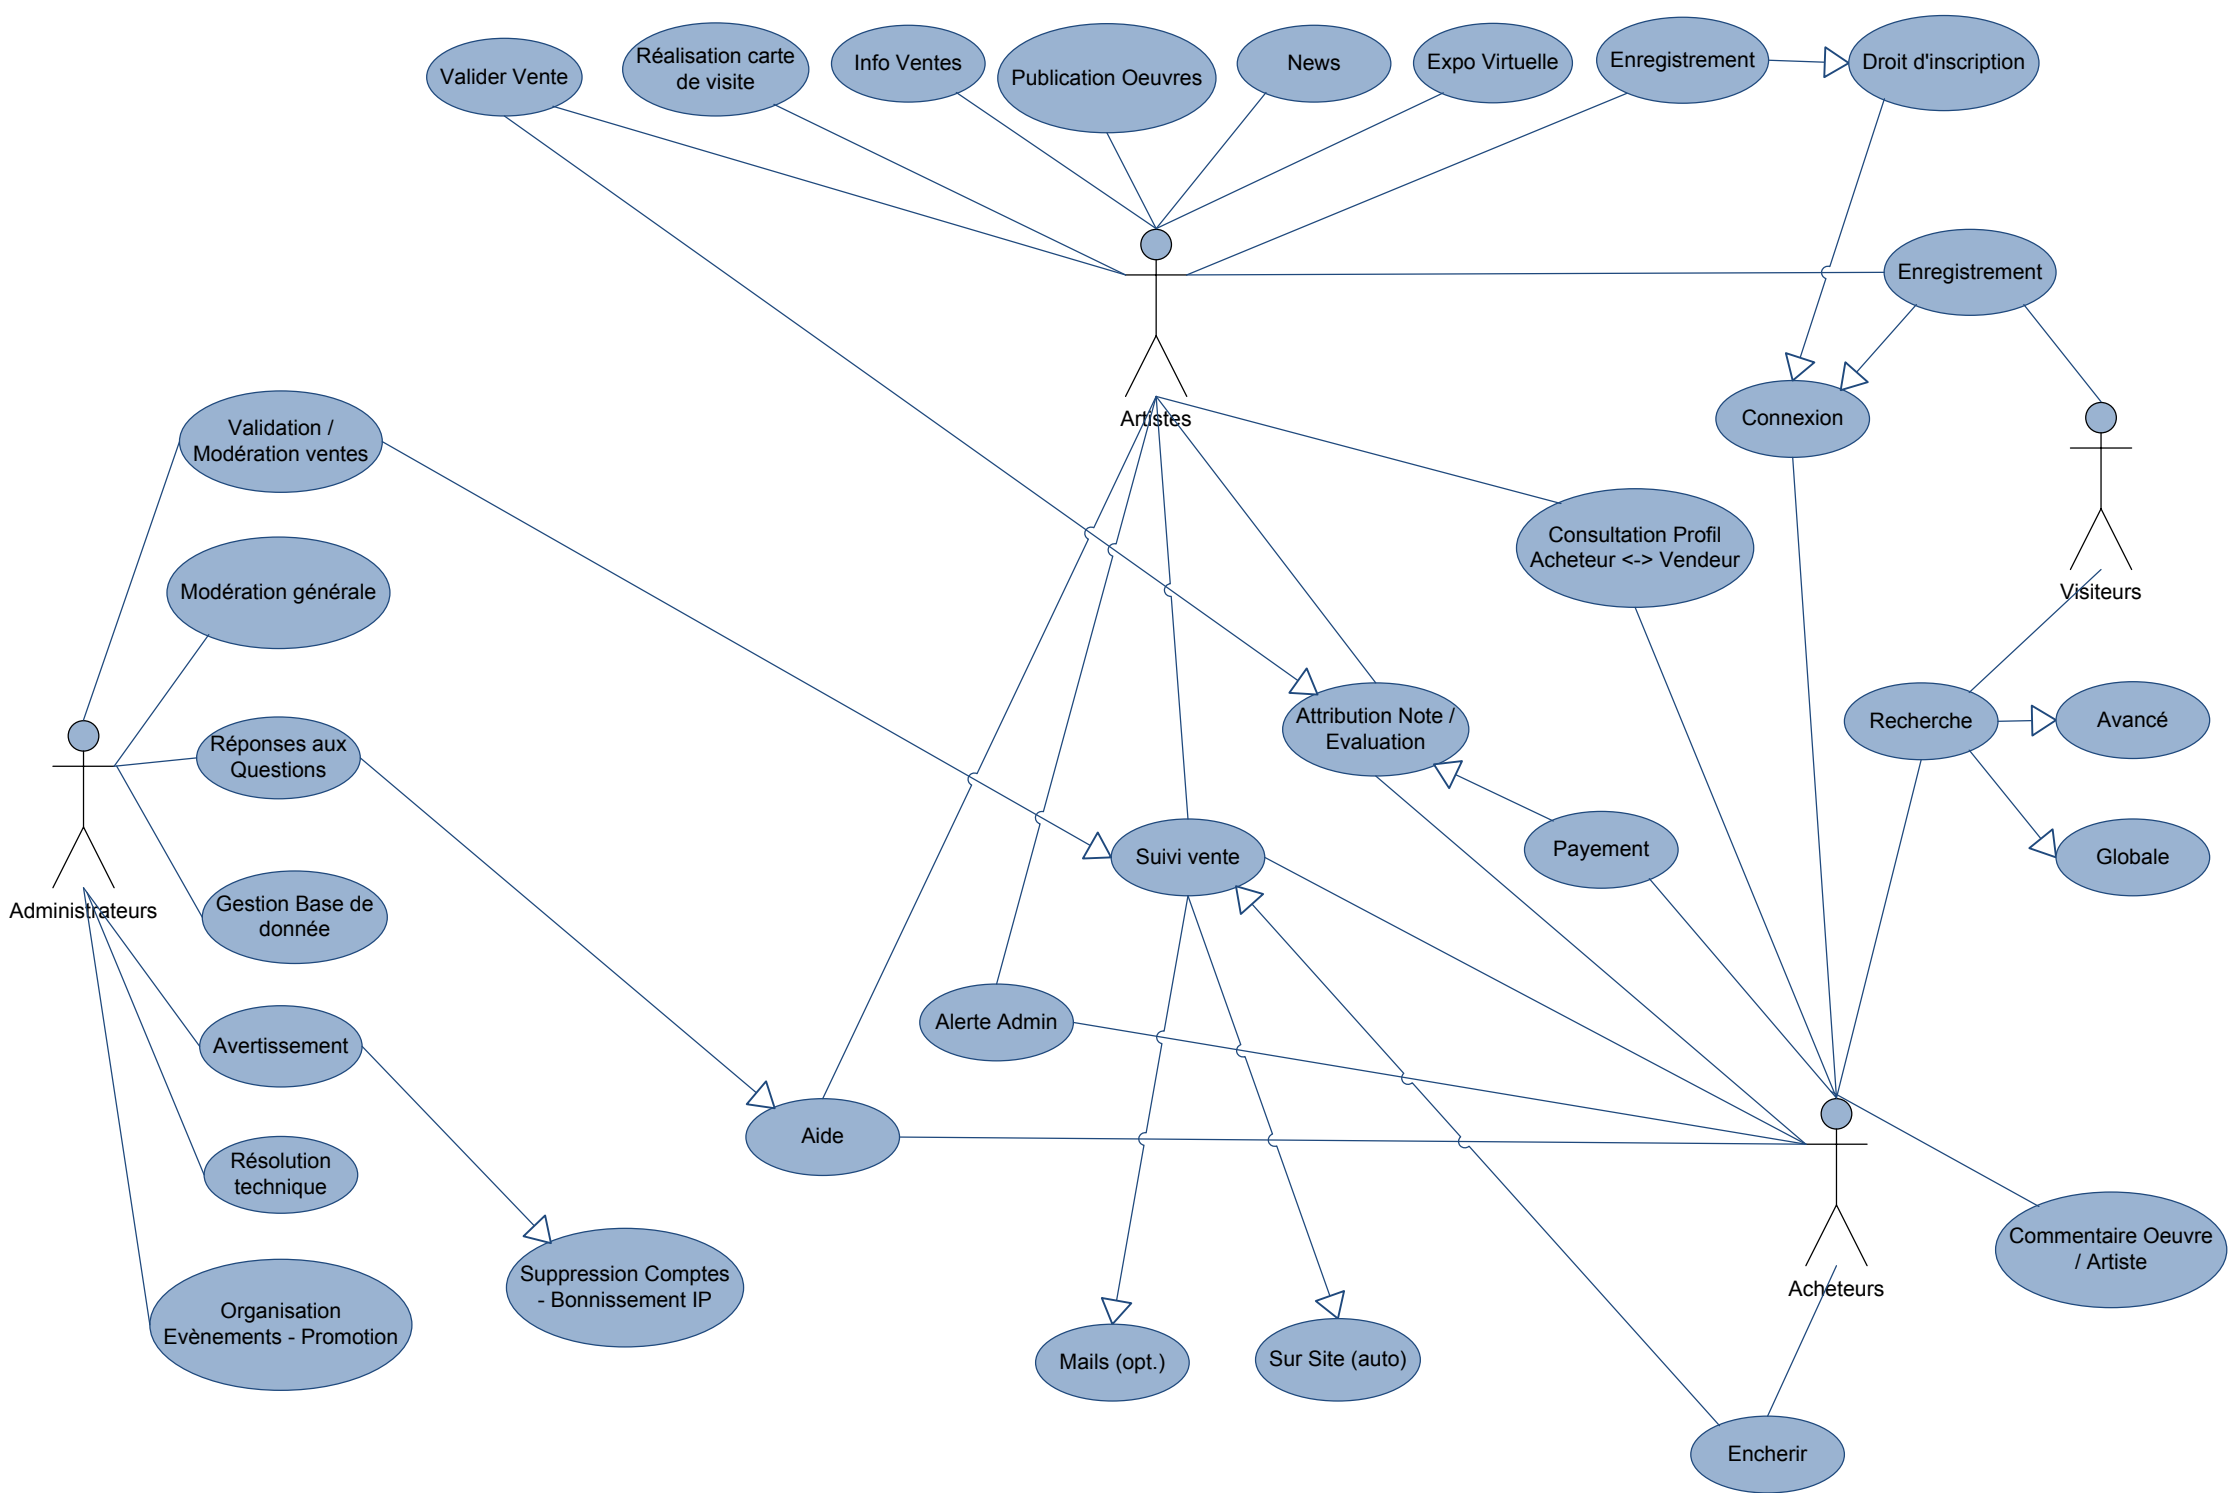 Valider Vente
Réalisation carte
de visite
Info Ventes
Publication Oeuvres
News
Expo Virtuelle
Enregistrement
Droit d'inscription
Enregistrement
Artistes
Connexion
Validation /
Modération ventes
Consultation Profil
Acheteur <-> Vendeur
Modération générale
Visiteurs
Attribution Note /
Evaluation
Recherche
Avancé
Réponses aux
Questions
Suivi vente
Payement
Globale
Administrateurs
Gestion Base de
donnée
Alerte Admin
Avertissement
Aide
Résolution
technique
Commentaire Oeuvre
/ Artiste
Suppression Comptes
- Bonnissement IP
Acheteurs
Organisation
Evènements - Promotion
Mails (opt.)
Sur Site (auto)
Encherir